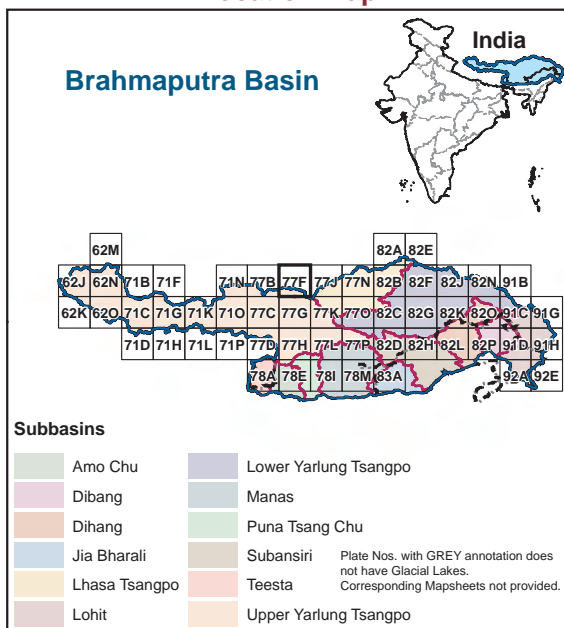 India
Brahmaputra Basin
82A 82E
62M
62J 62N 71B 71F 71N 77B 77F 77J 77N 82B 82F 82J 82N 91B
62K 62O 71C 71G 71K 71O 77C 77G 77K 77O 82C 82G 82K 82O 91C 91G
71D 71H 71L 71P 77D 77H 77L 77P 82D 82H 82L 82P 91D 91H
78A 78E 78I 78M 83A 92A 92E
Subbasins
Amo Chu
Lower Yarlung Tsangpo
Dibang
Manas
Dihang
Puna Tsang Chu
Jia Bharali
Subansiri
Plate Nos. with GREY annotation does
not have Glacial Lakes.
Corresponding Mapsheets not provided.
Lhasa Tsangpo
Teesta
Lohit
Upper Yarlung Tsangpo